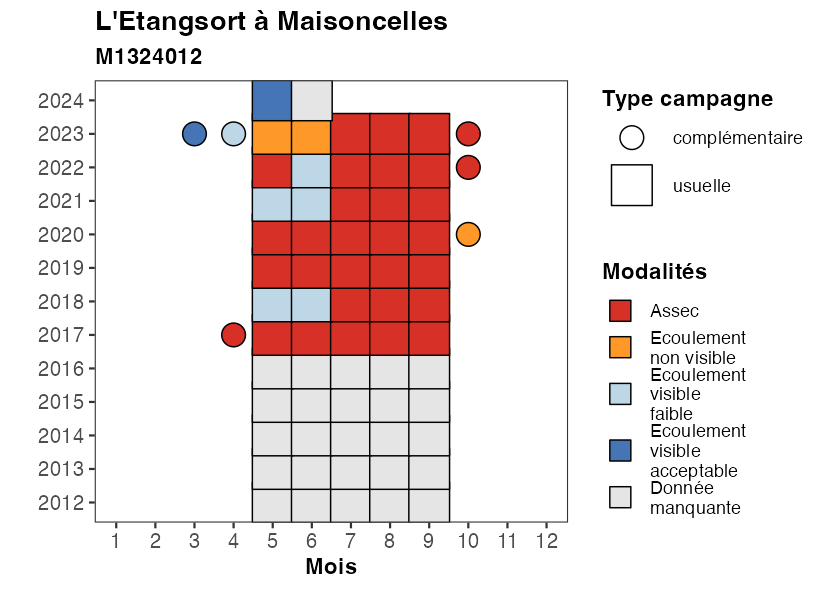 L'Etangsort à Maisoncelles
M1324012
2024
2023
2022
2021
2020
2019
2018
2017
2016
2015
2014
2013
2012
1 2 3 4 5 6 7 8 9 10 11 12
Mois
Type campagne
complémentaire
usuelle
Modalités
Assec
Ecoulement
non visible
Ecoulement
visible
faible
Ecoulement
visible
acceptable
Donnée
manquante